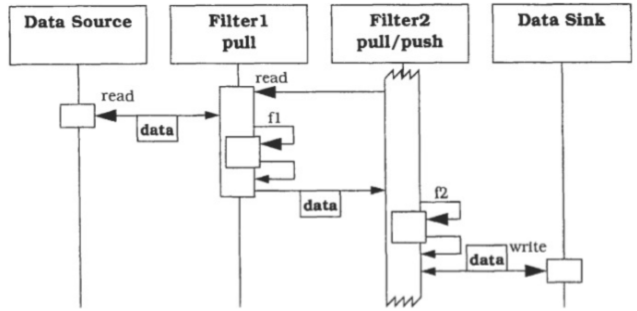 Data Source
Filter1
pull
Filter2
pull/push
Data Sink
read
read
data
f1
data
f2
data
write